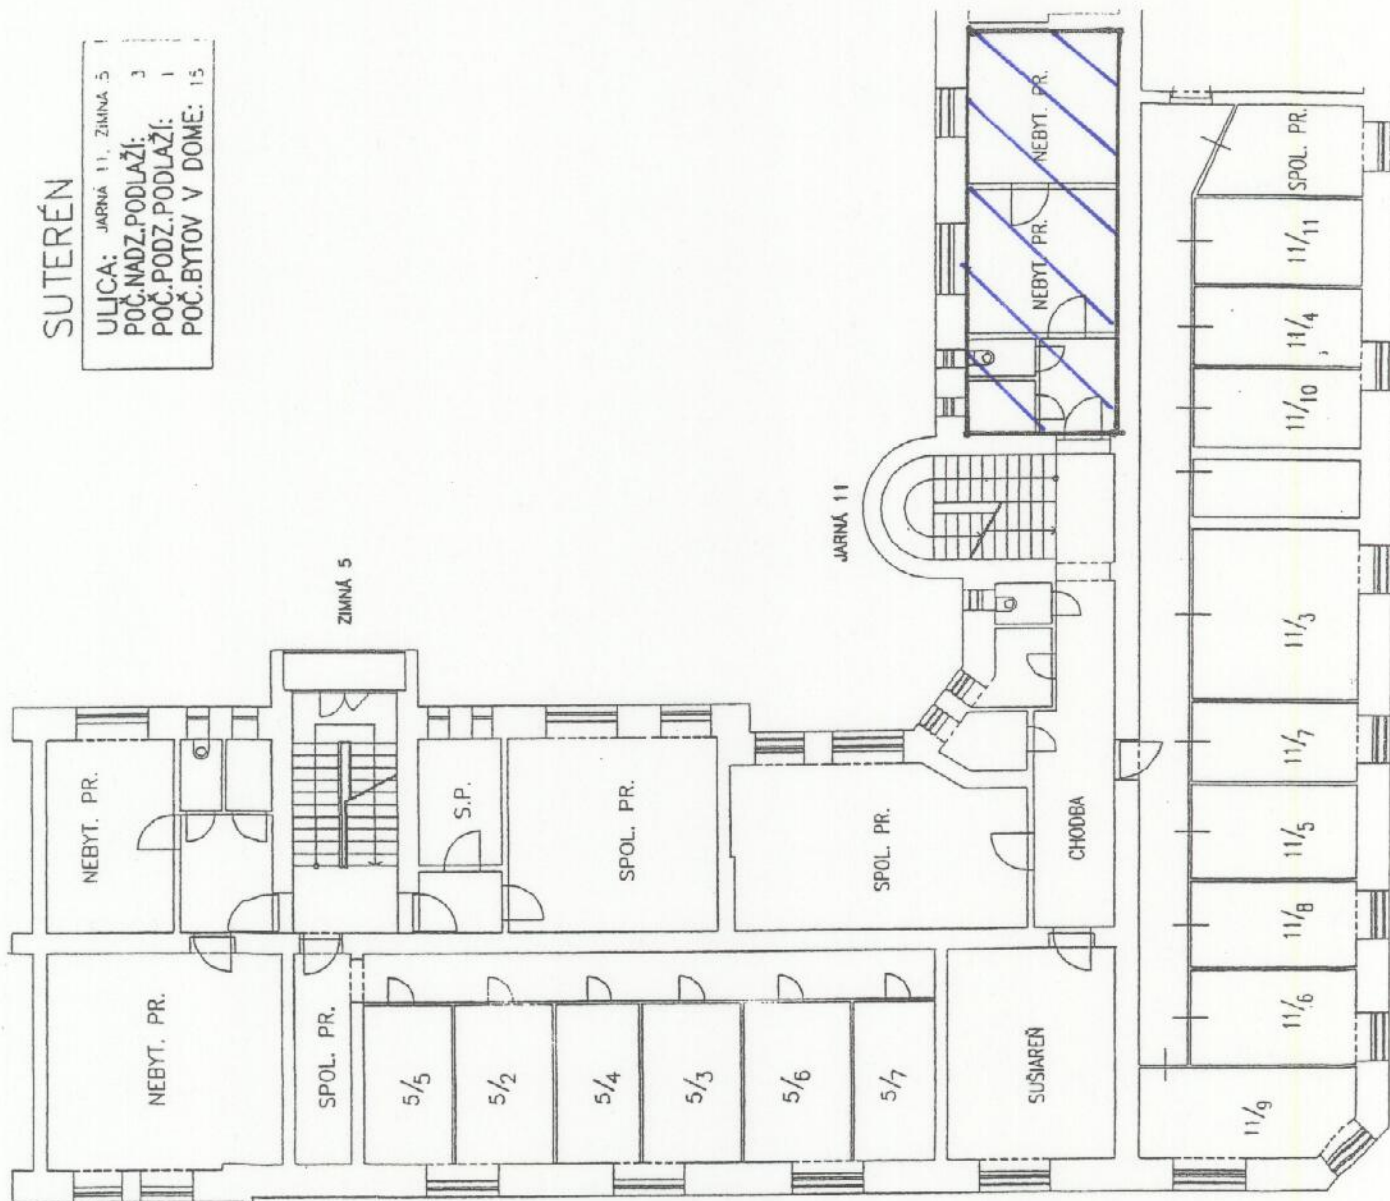 SUTERÉN
ULICA: JARNÁ 11, ZIMNÁ 5
POČ.NADZ.PODLAŽÍ: 3
POČ.PODZ.PODLAŽÍ: 1
POČ.BYTOV V DOME: 15
ZIMNÁ 5
JARNÁ 11
NEBYT. PR.
NEBYT. PR.
SPOL. PR.
11/11
11/4
11/10
11/3
11/7
11/5
11/8
11/6
11/9
NEBYT. PR.
S.P.
SPOL. PR.
SPOL. PR.
CHODBA
NEBYT. PR.
SPOL. PR.
5/5
5/2
5/4
5/3
5/6
5/7
SUŠIAREŇ